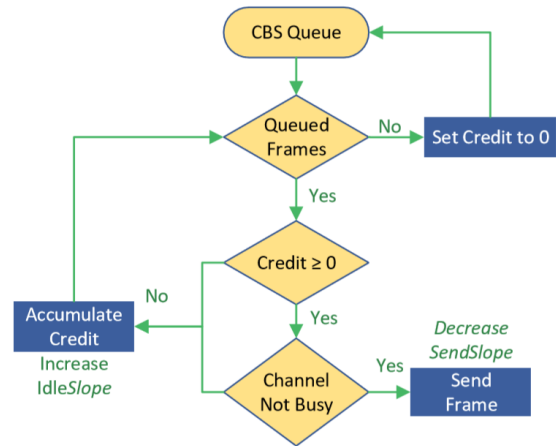 CBS Queue
Queued
Frames
No
Set Credit to 0
Yes
Credit ≥ 0
No
Accumulate
Credit
Increase
IdleSlope
Yes
Channel
Not Busy
Yes
Decrease
SendSlope
Send
Frame